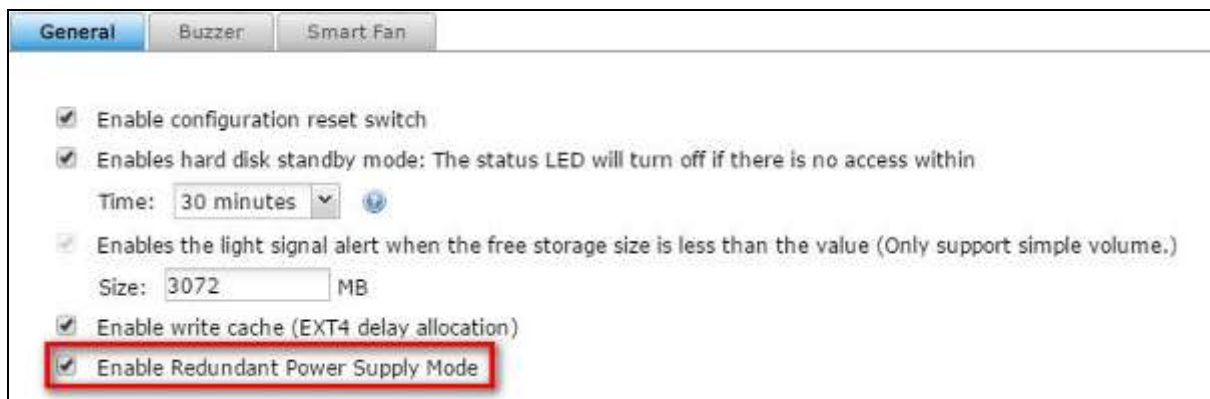 General Buzzer Smart Fan
Enable configuration reset switch
Enables hard disk standby mode: The status LED will turn off if there is no access within
Time: 30 minutes
Enables the light signal alert when the free storage size is less than the value (Only support simple volume.)
Size: 3072 MB
Enable write cache (EXT4 delay allocation)
Enable Redundant Power Supply Mode